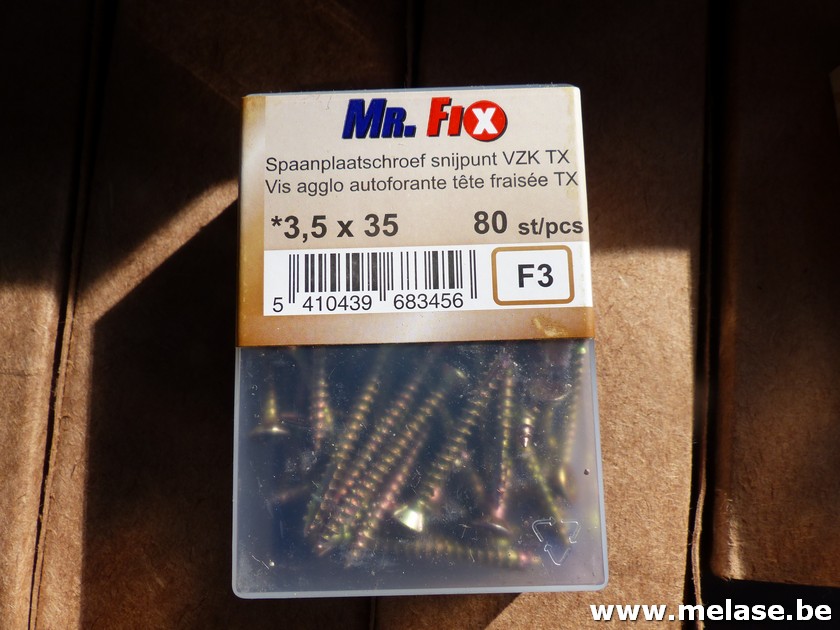 MR. FIX
Spaanplaatschroef snijpunt VZK TX
Vis agglo autoforante tête fraisée TX
*3,5 x 35 80 st/pcs
F3
5 410439 683456
www.melase.be